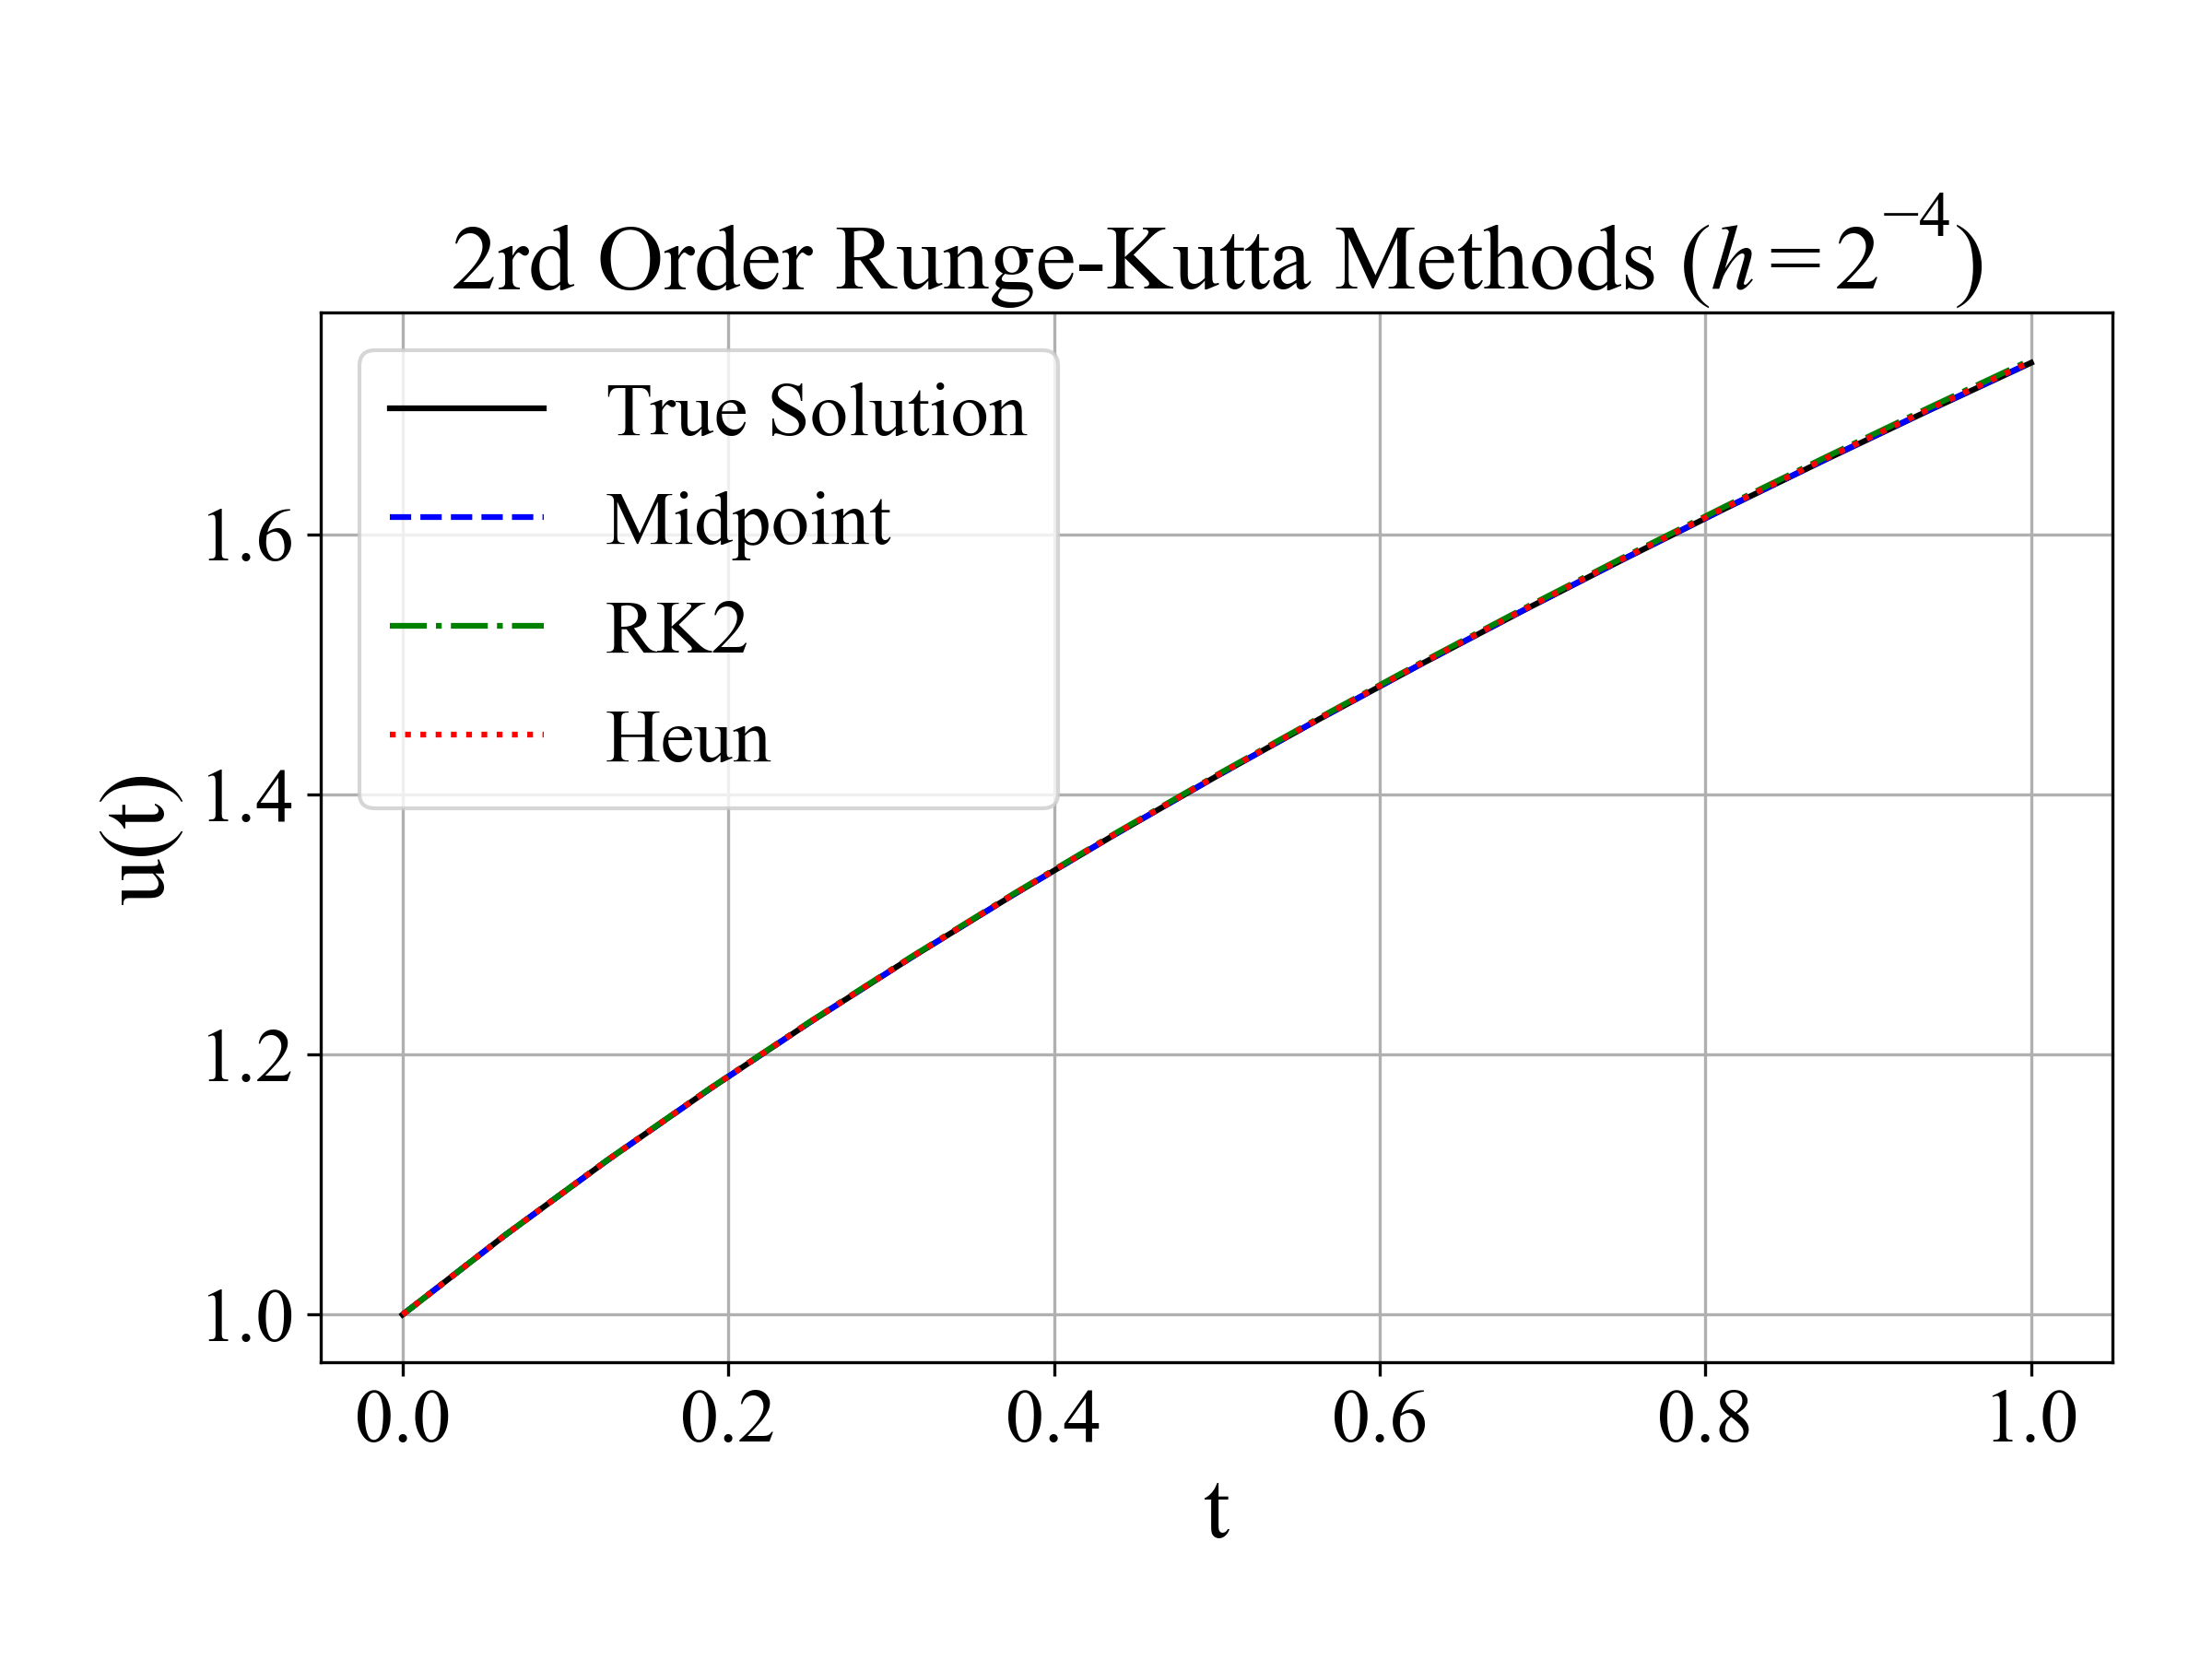 2rd Order Runge-Kutta Methods (h = 2⁻⁴)
True Solution
Midpoint
RK2
Heun
u(t)
1.6
1.4
1.2
1.0
0.0 0.2 0.4 0.6 0.8 1.0
t